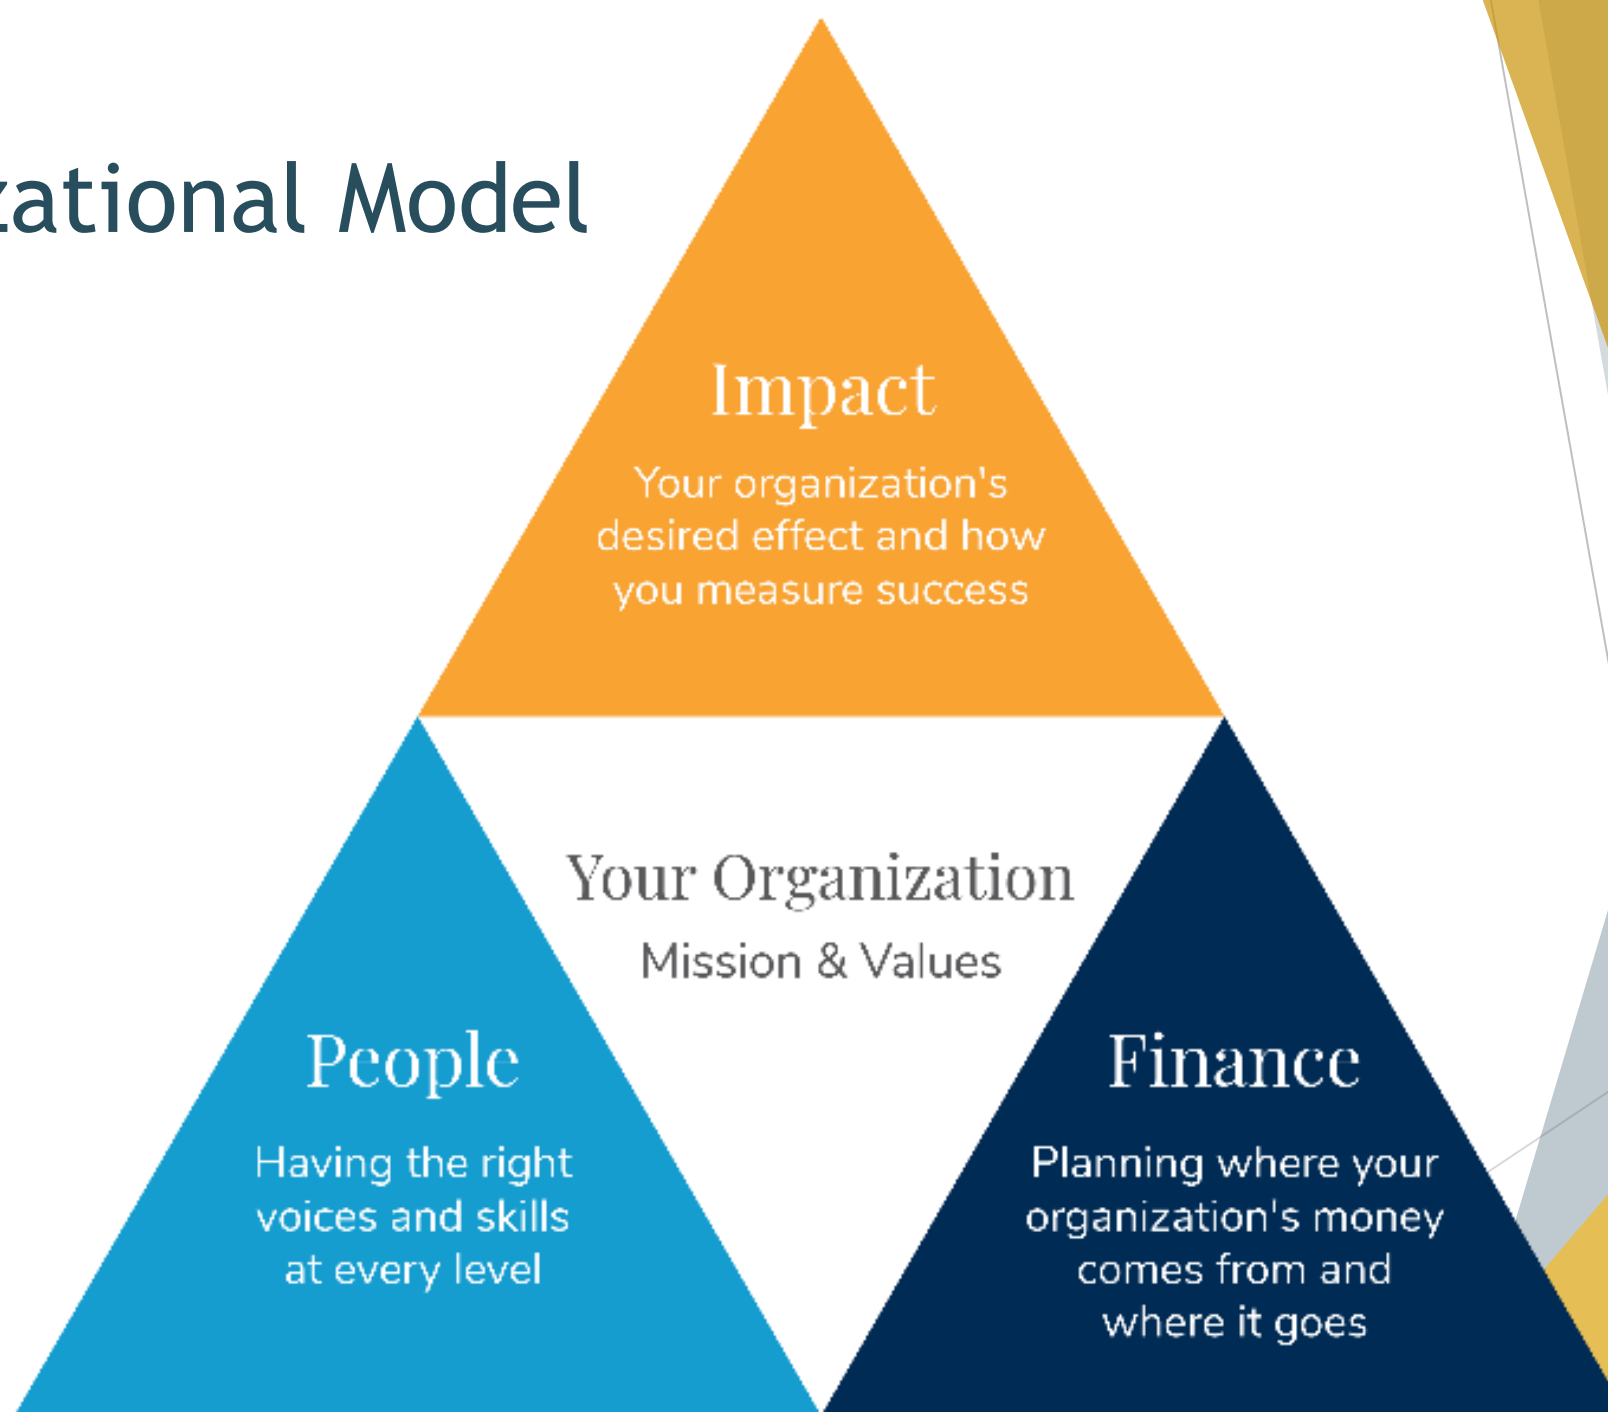 zational Model
Impact
Your organization's
desired effect and how
you measure success
Your Organization
Mission & Values
People
Having the right
voices and skills
at every level
Finance
Planning where your
organization's money
comes from and
where it goes